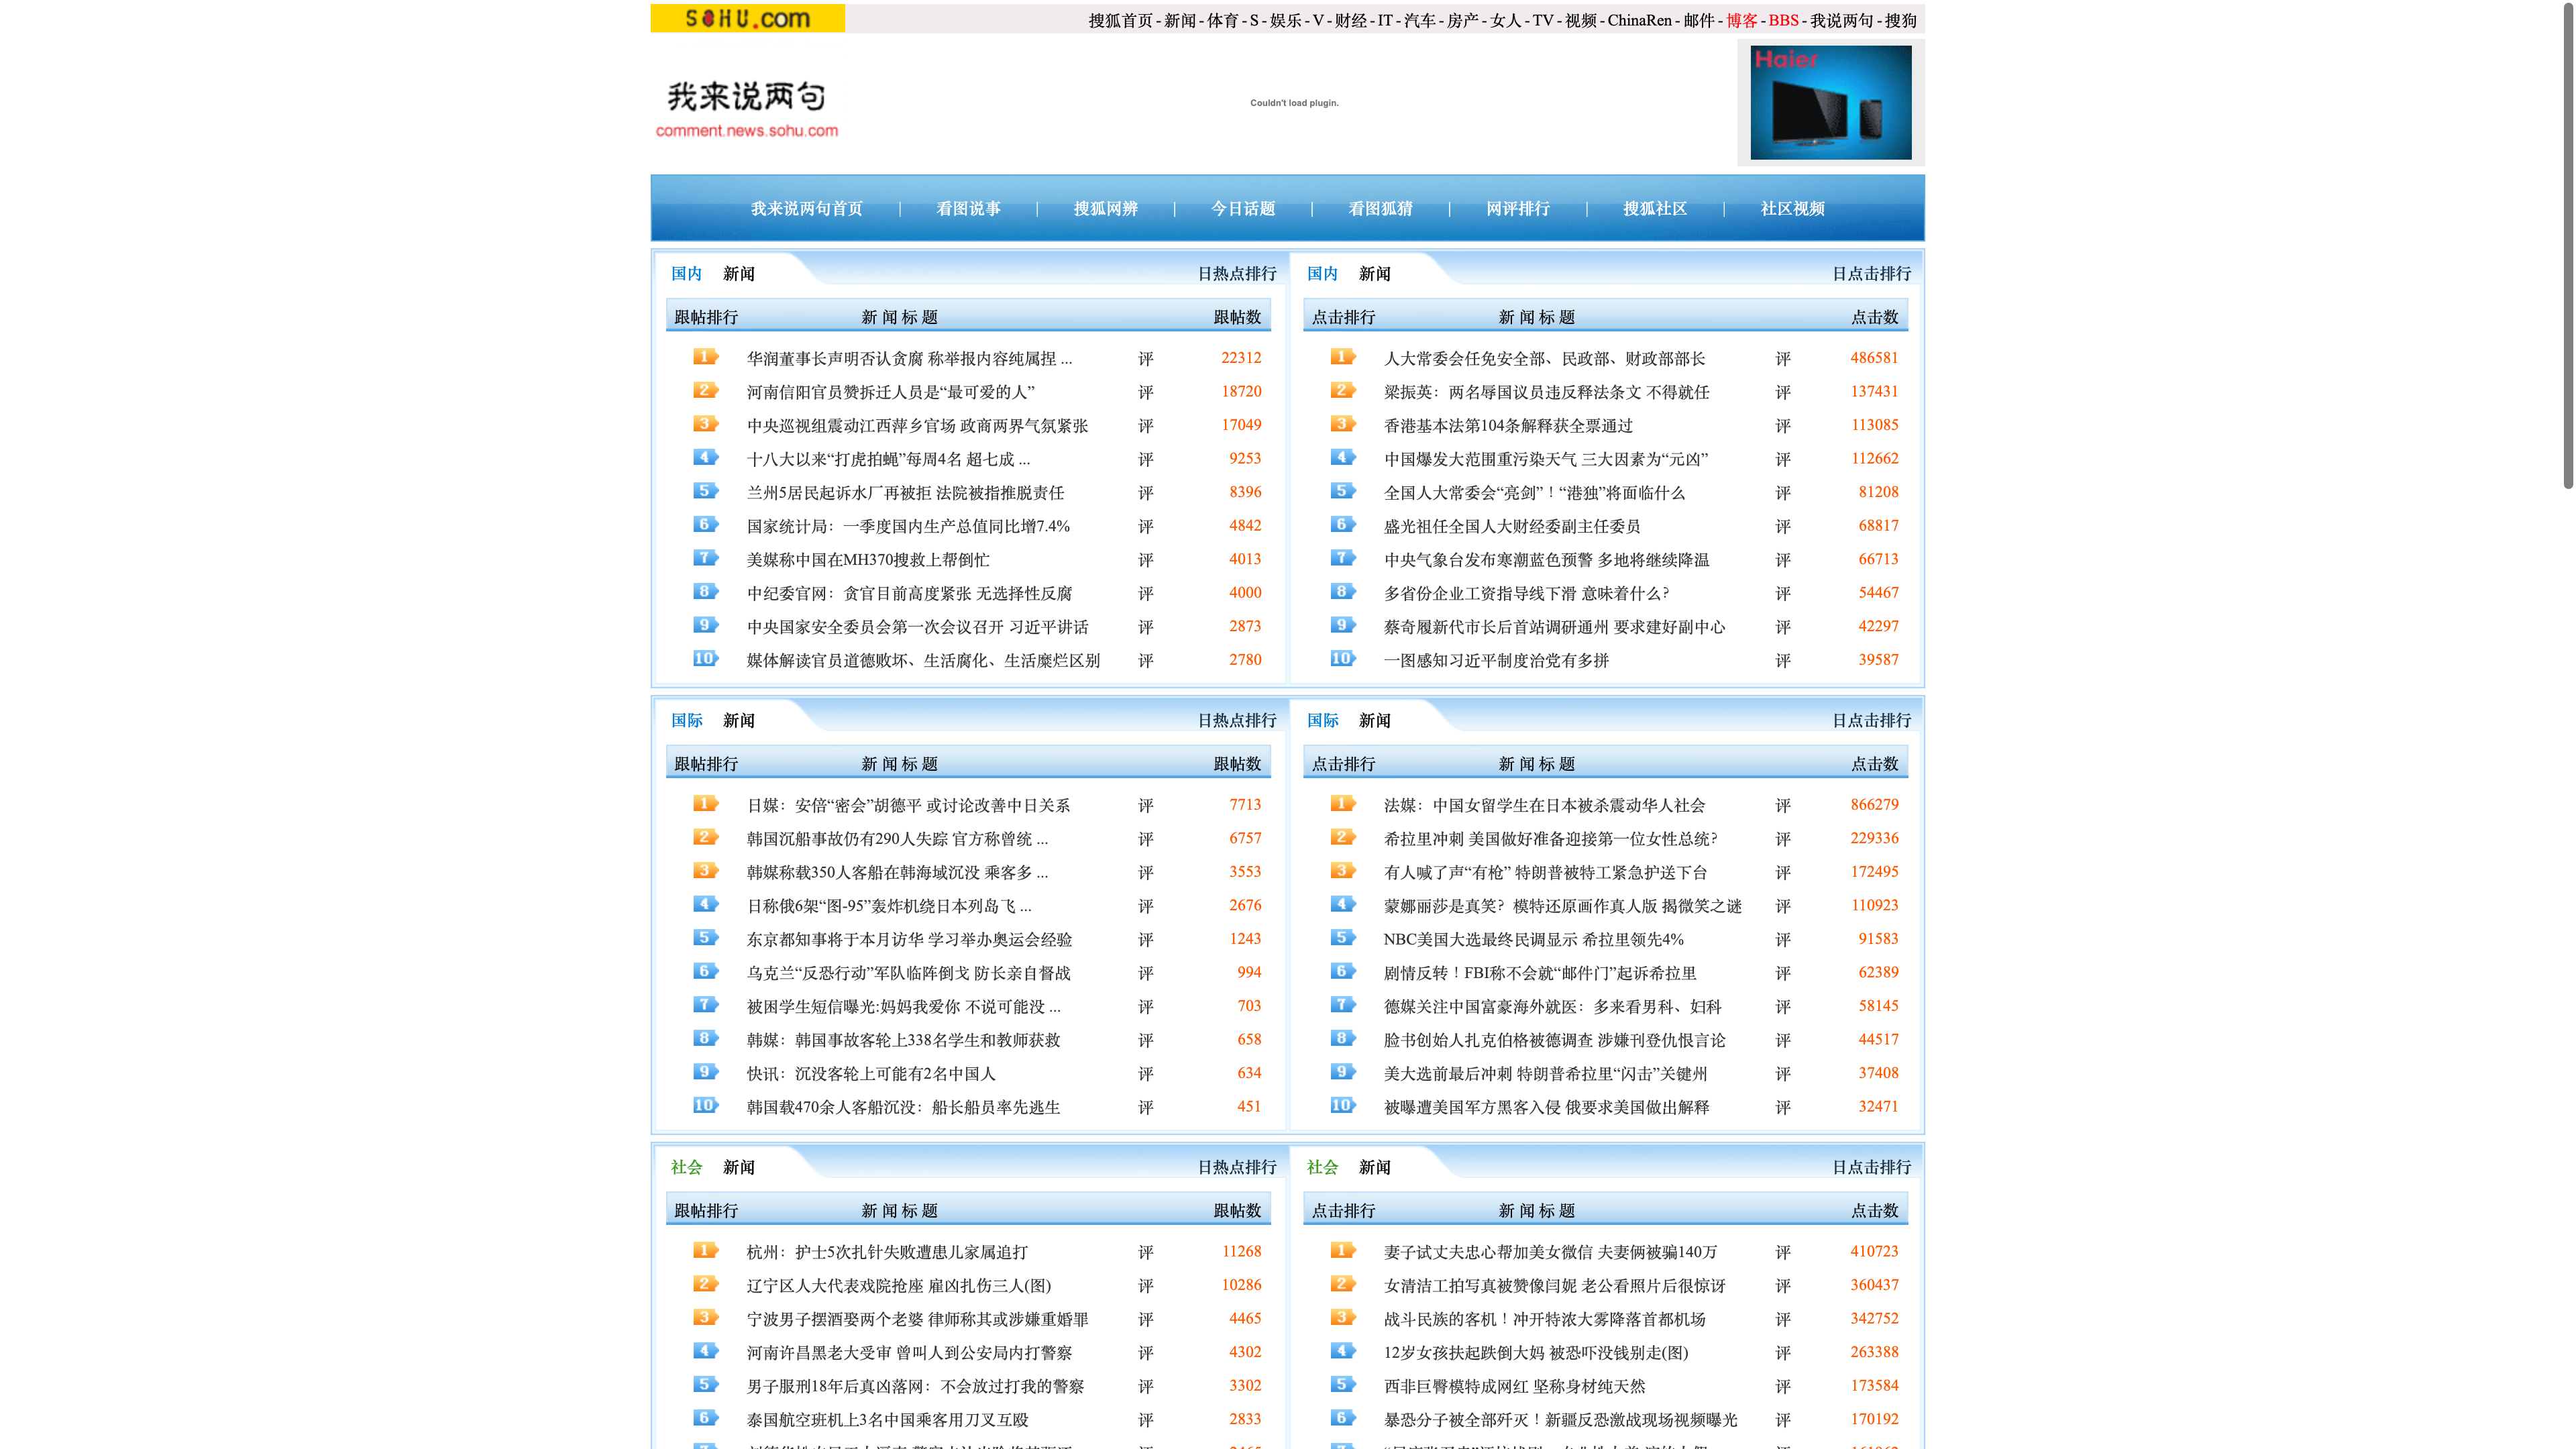 SOHU.com
搜狐首页 - 新闻 - 体育 - S - 娱乐 - V - 财经 - IT - 汽车 - 房产 - 女人 - TV - 视频 - ChinaRen - 邮件 - 博客 - BBS - 我说两句 - 搜狗
我来说两句
comment.news.sohu.com
Couldn't load plugin.
Haier
我来说两句首页 | 看图说事 | 搜狐网辨 | 今日话题 | 看图狐猜 | 网评排行 | 搜狐社区 | 社区视频
国内 新闻 日热点排行
跟帖排行 新 闻 标 题 跟帖数
1 华润董事长声明否认贪腐 称举报内容纯属捏 ... 评 22312
2 河南信阳官员赞拆迁人员是“最可爱的人” 评 18720
3 中央巡视组震动江西萍乡官场 政商两界气氛紧张 评 17049
4 十八大以来“打虎拍蝇”每周4名 超七成 ... 评 9253
5 兰州5居民起诉水厂再被拒 法院被指推脱责任 评 8396
6 国家统计局：一季度国内生产总值同比增7.4% 评 4842
7 美媒称中国在MH370搜救上帮倒忙 评 4013
8 中纪委官网：贪官目前高度紧张 无选择性反腐 评 4000
9 中央国家安全委员会第一次会议召开 习近平讲话 评 2873
10 媒体解读官员道德败坏、生活腐化、生活糜烂区别 评 2780
国内 新闻 日点击排行
点击排行 新 闻 标 题 点击数
1 人大常委会任免安全部、民政部、财政部部长 评 486581
2 梁振英：两名辱国议员违反释法条文 不得就任 评 137431
3 香港基本法第104条解释获全票通过 评 113085
4 中国爆发大范围重污染天气 三大因素为“元凶” 评 112662
5 全国人大常委会“亮剑”！“港独”将面临什么 评 81208
6 盛光祖任全国人大财经委副主任委员 评 68817
7 中央气象台发布寒潮蓝色预警 多地将继续降温 评 66713
8 多省份企业工资指导线下滑 意味着什么? 评 54467
9 蔡奇履新代市长后首站调研通州 要求建好副中心 评 42297
10 一图感知习近平制度治党有多拼 评 39587
国际 新闻 日热点排行
跟帖排行 新 闻 标 题 跟帖数
1 日媒：安倍“密会”胡德平 或讨论改善中日关系 评 7713
2 韩国沉船事故仍有290人失踪 官方称曾统 ... 评 6757
3 韩媒称载350人客船在韩海域沉没 乘客多 ... 评 3553
4 日称俄6架“图-95”轰炸机绕日本列岛飞 ... 评 2676
5 东京都知事将于本月访华 学习举办奥运会经验 评 1243
6 乌克兰“反恐行动”军队临阵倒戈 防长亲自督战 评 994
7 被困学生短信曝光:妈妈我爱你 不说可能没 ... 评 703
8 韩媒：韩国事故客轮上338名学生和教师获救 评 658
9 快讯：沉没客轮上可能有2名中国人 评 634
10 韩国载470余人客船沉没：船长船员率先逃生 评 451
国际 新闻 日点击排行
点击排行 新 闻 标 题 点击数
1 法媒：中国女留学生在日本被杀震动华人社会 评 866279
2 希拉里冲刺 美国做好准备迎接第一位女性总统? 评 229336
3 有人喊了声“有枪” 特朗普被特工紧急护送下台 评 172495
4 蒙娜丽莎是真笑？模特还原画作真人版 揭微笑之谜 评 110923
5 NBC美国大选最终民调显示 希拉里领先4% 评 91583
6 剧情反转！FBI称不会就“邮件门”起诉希拉里 评 62389
7 德媒关注中国富豪海外就医：多来看男科、妇科 评 58145
8 脸书创始人扎克伯格被德调查 涉嫌刊登仇恨言论 评 44517
9 美大选前最后冲刺 特朗普希拉里“闪击”关键州 评 37408
10 被曝遭美国军方黑客入侵 俄要求美国做出解释 评 32471
社会 新闻 日热点排行
跟帖排行 新 闻 标 题 跟帖数
1 杭州：护士5次扎针失败遭患儿家属追打 评 11268
2 辽宁区人大代表戏院抢座 雇凶扎伤三人(图) 评 10286
3 宁波男子摆酒娶两个老婆 律师称其或涉嫌重婚罪 评 4465
4 河南许昌黑老大受审 曾叫人到公安局内打警察 评 4302
5 男子服刑18年后真凶落网：不会放过打我的警察 评 3302
6 泰国航空班机上3名中国乘客用刀叉互殴 评 2833
社会 新闻 日点击排行
点击排行 新 闻 标 题 点击数
1 妻子试丈夫忠心帮加美女微信 夫妻俩被骗140万 评 410723
2 女清洁工拍写真被赞像闫妮 老公看照片后很惊讶 评 360437
3 战斗民族的客机！冲开特浓大雾降落首都机场 评 342752
4 12岁女孩扶起跌倒大妈 被恐吓没钱别走(图) 评 263388
5 西非巨臀模特成网红 坚称身材纯天然 评 173584
6 暴恐分子被全部歼灭！新疆反恐激战现场视频曝光 评 170192